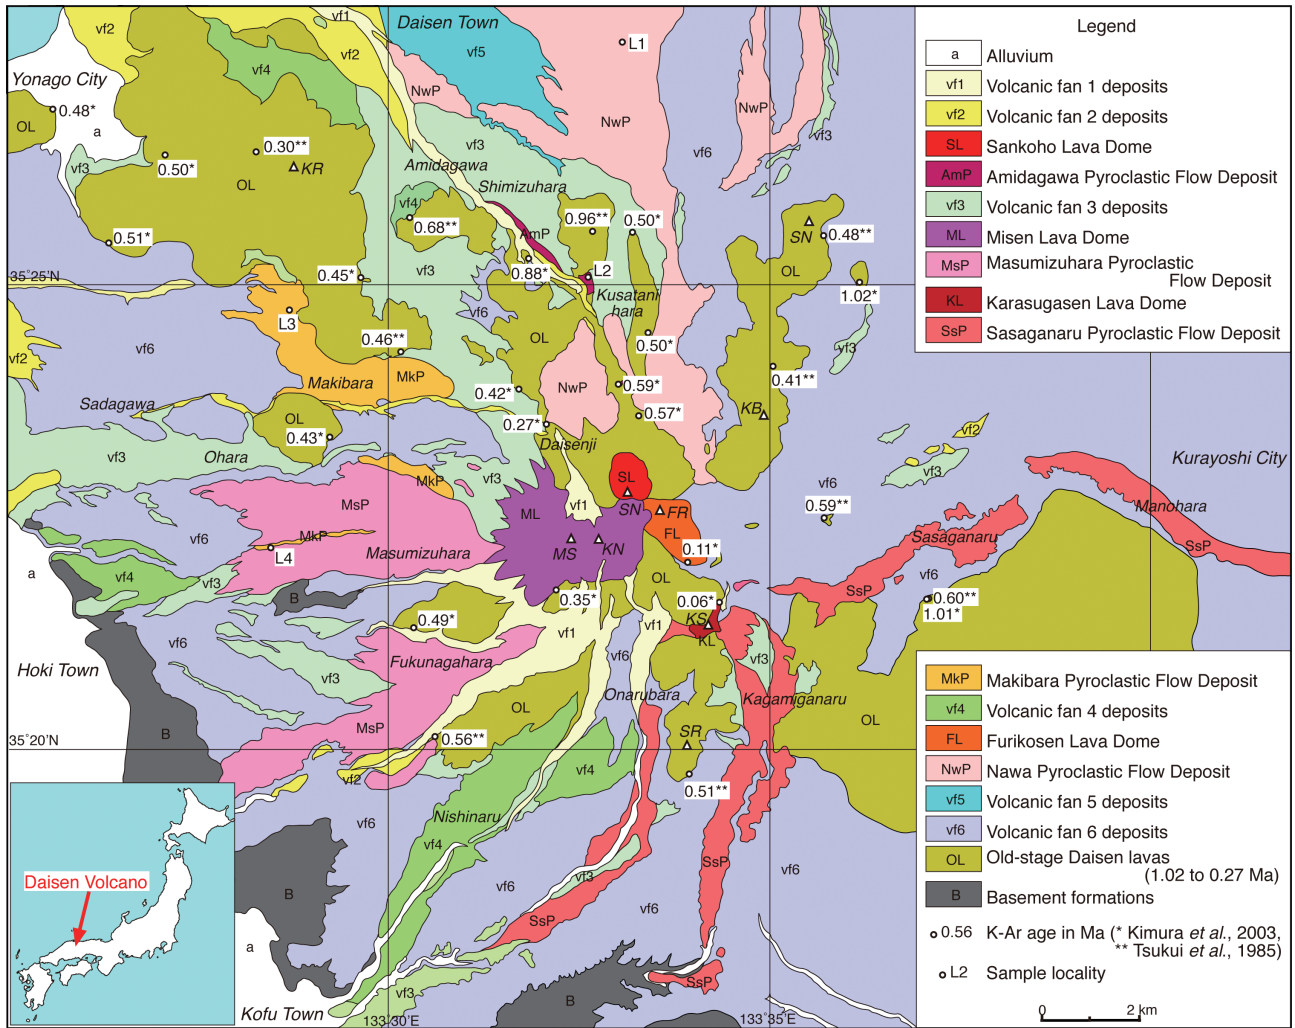 Daisen Town
vf1
vf2
vf2
vf5
L1
vf4
Yonago City
NwP
NwP
NwP
0.48*
OL
a
vf3
vf6
vf3
0.30**
KR
0.50*
vf3
OL
Amidagawa
Shimizuhara
vf4
0.68**
0.96**
0.50*
SN
0.48**
AmP
0.51*
vf3
0.88*
L2
OL
35°25'N
0.45*
Kusatani
hara
1.02*
L3
vf6
0.46**
OL
0.50*
vf3
vf2
vf6
Makibara
MkP
0.42*
NwP
0.59*
0.41**
Sadagawa
OL
0.43*
0.27*
0.57*
KB
Daisenji
vf2
vf3
Ohara
vf3
vf3
Kurayoshi City
MkP
SL
vf6
MsP
ML
vf1
SN
FR
0.59**
Manohara
vf6
MkP
FL
Sasaganaru
L4
Masumizuhara
MS
KN
0.11*
SsP
a
vf4
vf3
OL
vf6
B
0.35*
0.06*
SsP
0.60**
1.01*
0.49*
KS
vf1
vf1
KL
vf6
Fukunagahara
vf6
vf3
Hoki Town
vf3
Onarubara
Kagamiganaru
OL
MsP
OL
B
SR
35°20'N
0.56**
vf2
vf4
0.51**
Nishinaru
vf6
vf4
SsP
vf6
B
vf3
vf6
vf6
SsP
a
SsP
vf3
B
Kofu Town
133°30'E
133°35'E
Daisen Volcano
Legend
a Alluvium
vf1 Volcanic fan 1 deposits
vf2 Volcanic fan 2 deposits
SL Sankoho Lava Dome
AmP Amidagawa Pyroclastic Flow Deposit
vf3 Volcanic fan 3 deposits
ML Misen Lava Dome
MsP Masumizuhara Pyroclastic
Flow Deposit
KL Karasugasen Lava Dome
SsP Sasaganaru Pyroclastic Flow Deposit
MkP Makibara Pyroclastic Flow Deposit
vf4 Volcanic fan 4 deposits
FL Furikosen Lava Dome
NwP Nawa Pyroclastic Flow Deposit
vf5 Volcanic fan 5 deposits
vf6 Volcanic fan 6 deposits
OL Old-stage Daisen lavas
(1.02 to 0.27 Ma)
B Basement formations
0.56 K-Ar age in Ma (* Kimura et al., 2003,
** Tsukui et al., 1985)
L2 Sample locality
0 2 km